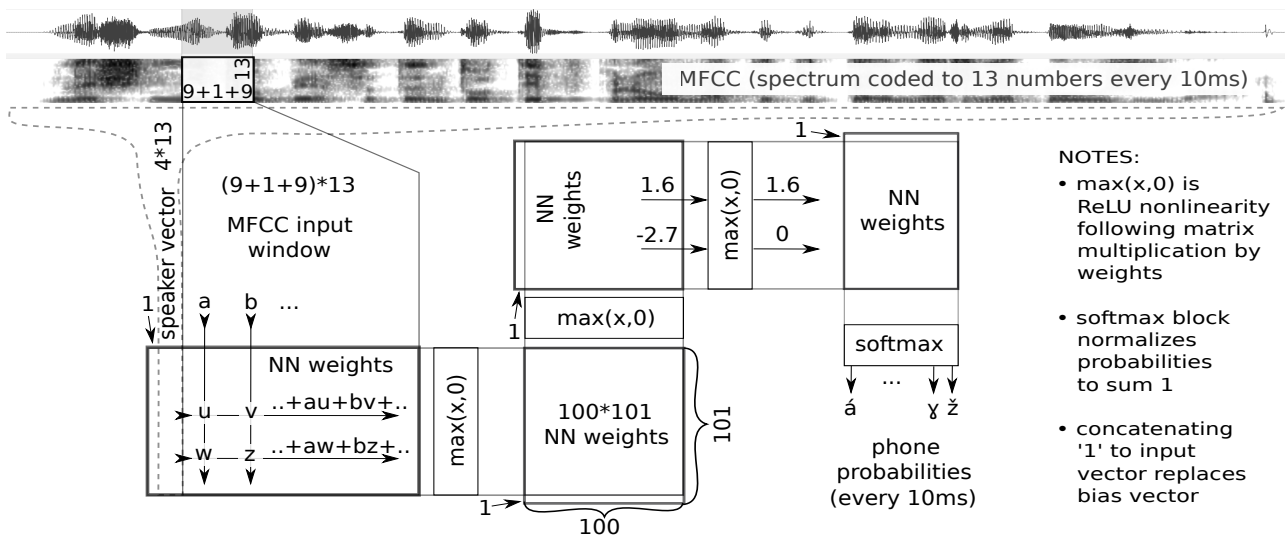 MFCC (spectrum coded to 13 numbers every 10ms)
13
9+1+9
speaker vector 4*13
(9+1+9)*13
MFCC input
window
1
a b ...
NN weights
u v ..+au+bv+..
w z ..+aw+bz+..
max(x,0)
100*101
NN weights
101
1
100
max(x,0)
1
NN
weights
1.6
-2.7
max(x,0)
1.6
0
1
NN
weights
softmax
...
á ɣ ž
phone
probabilities
(every 10ms)
NOTES:
• max(x,0) is
ReLU nonlinearity
following matrix
multiplication by
weights
• softmax block
normalizes
probabilities
to sum 1
• concatenating
'1' to input
vector replaces
bias vector